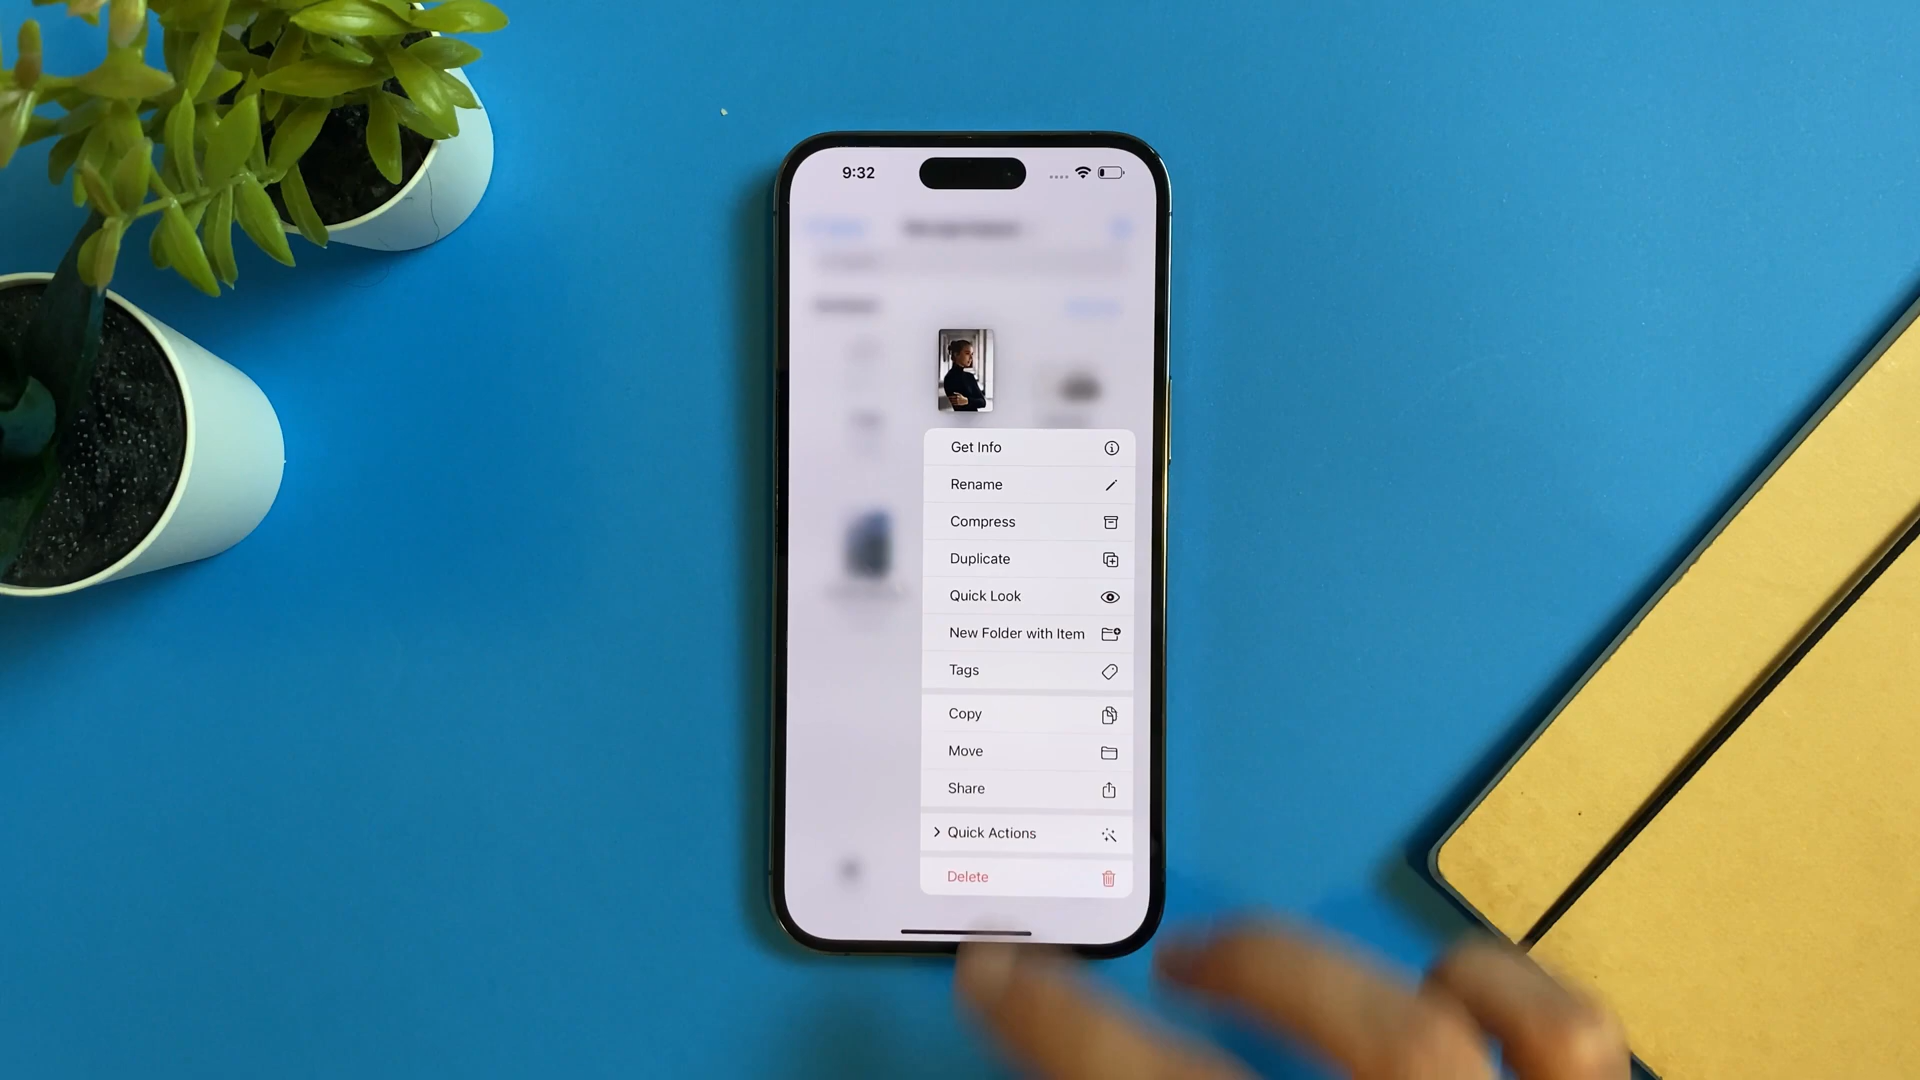 9:32
Get Info
Rename
Compress
Duplicate
Quick Look
New Folder with Item
Tags
Copy
Move
Share
Quick Actions
Delete